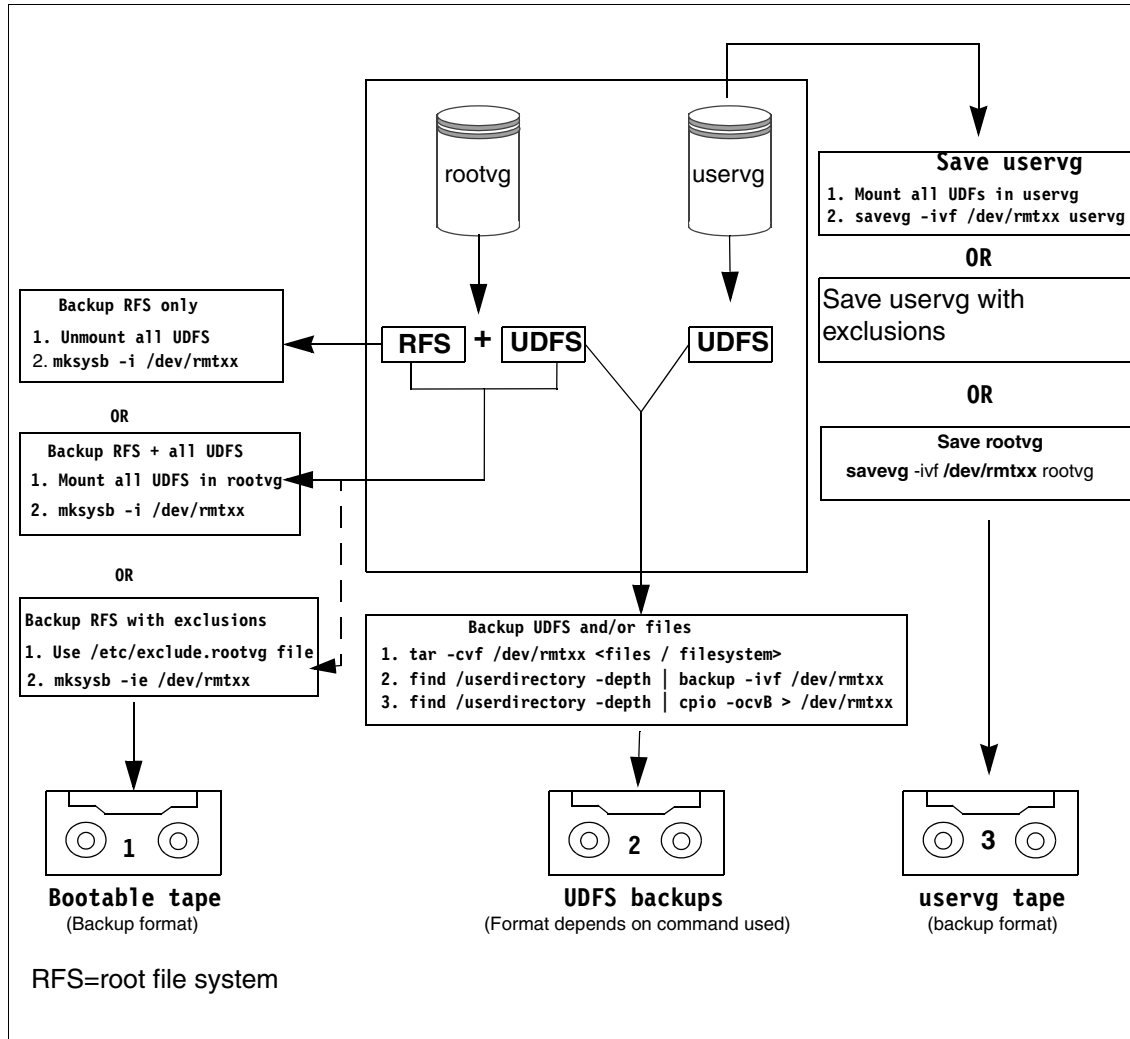 rootvg
uservg
Save uservg
1. Mount all UDFs in uservg
2. savevg -ivf /dev/rmtxx uservg
OR
Save uservg with
exclusions
OR
Save rootvg
savevg -ivf /dev/rmtxx rootvg
Backup RFS only
1. Unmount all UDFS
2. mksysb -i /dev/rmtxx
RFS + UDFS
UDFS
OR
Backup RFS + all UDFS
1. Mount all UDFS in rootvg
2. mksysb -i /dev/rmtxx
OR
Backup RFS with exclusions
1. Use /etc/exclude.rootvg file
2. mksysb -ie /dev/rmtxx
Backup UDFS and/or files
1. tar -cvf /dev/rmtxx <files / filesystem>
2. find /userdirectory -depth | backup -ivf /dev/rmtxx
3. find /userdirectory -depth | cpio -ocvB > /dev/rmtxx
1
Bootable tape
(Backup format)
2
UDFS backups
(Format depends on command used)
3
uservg tape
(backup format)
RFS=root file system